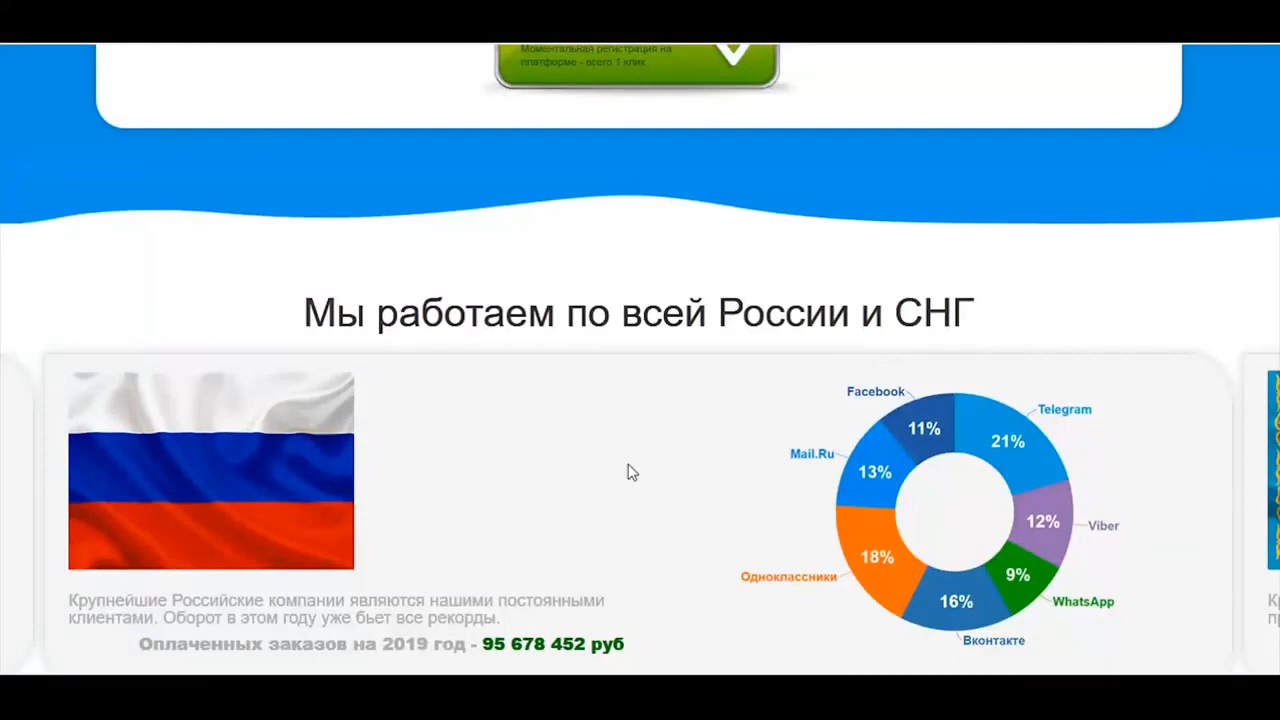 Моментальная регистрация на
платформе - всего 1 клик
Мы работаем по всей России и СНГ
Facebook
Telegram
11%
21%
Mail.Ru
13%
12%
Viber
18%
9%
Одноклассники
16%
WhatsApp
Вконтакте
Крупнейшие Российские компании являются нашими постоянными
клиентами. Оборот в этом году уже бьет все рекорды.
Оплаченных заказов на 2019 год - 95 678 452 руб